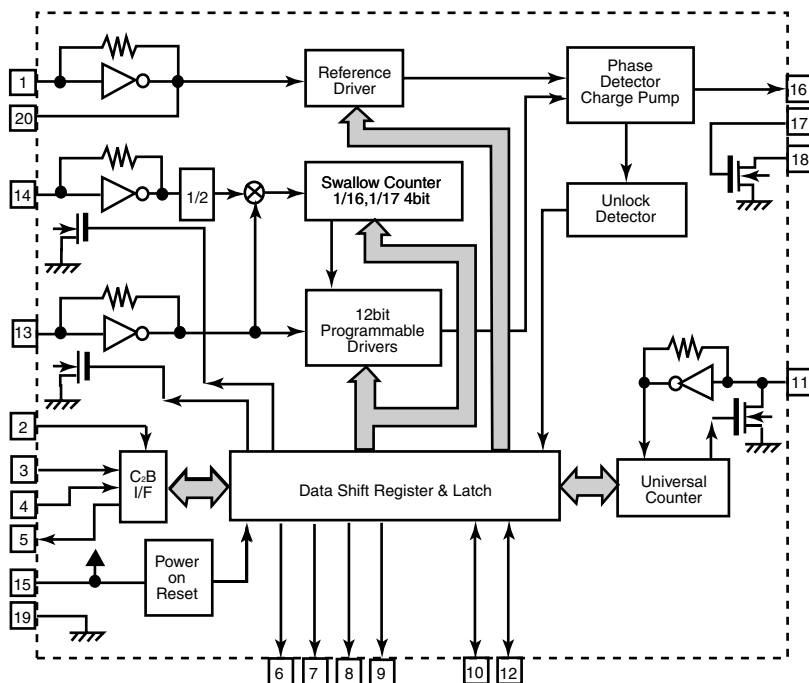 1
20
Reference
Driver
Phase
Detector
Charge Pump
16
17
18
14
1/2
Swallow Counter
1/16,1/17 4bit
Unlock
Detector
13
12bit
Programmable
Drivers
11
2
3
4
5
C2B
I/F
Data Shift Register & Latch
Universal
Counter
15
Power
on
Reset
19
6
7
8
9
10
12